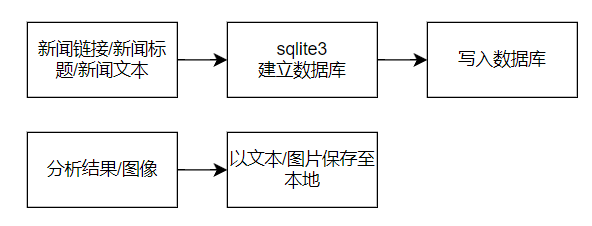 新闻链接/新闻标
题/新闻文本
sqlite3
建立数据库
写入数据库
分析结果/图像
以文本/图片保存至
本地